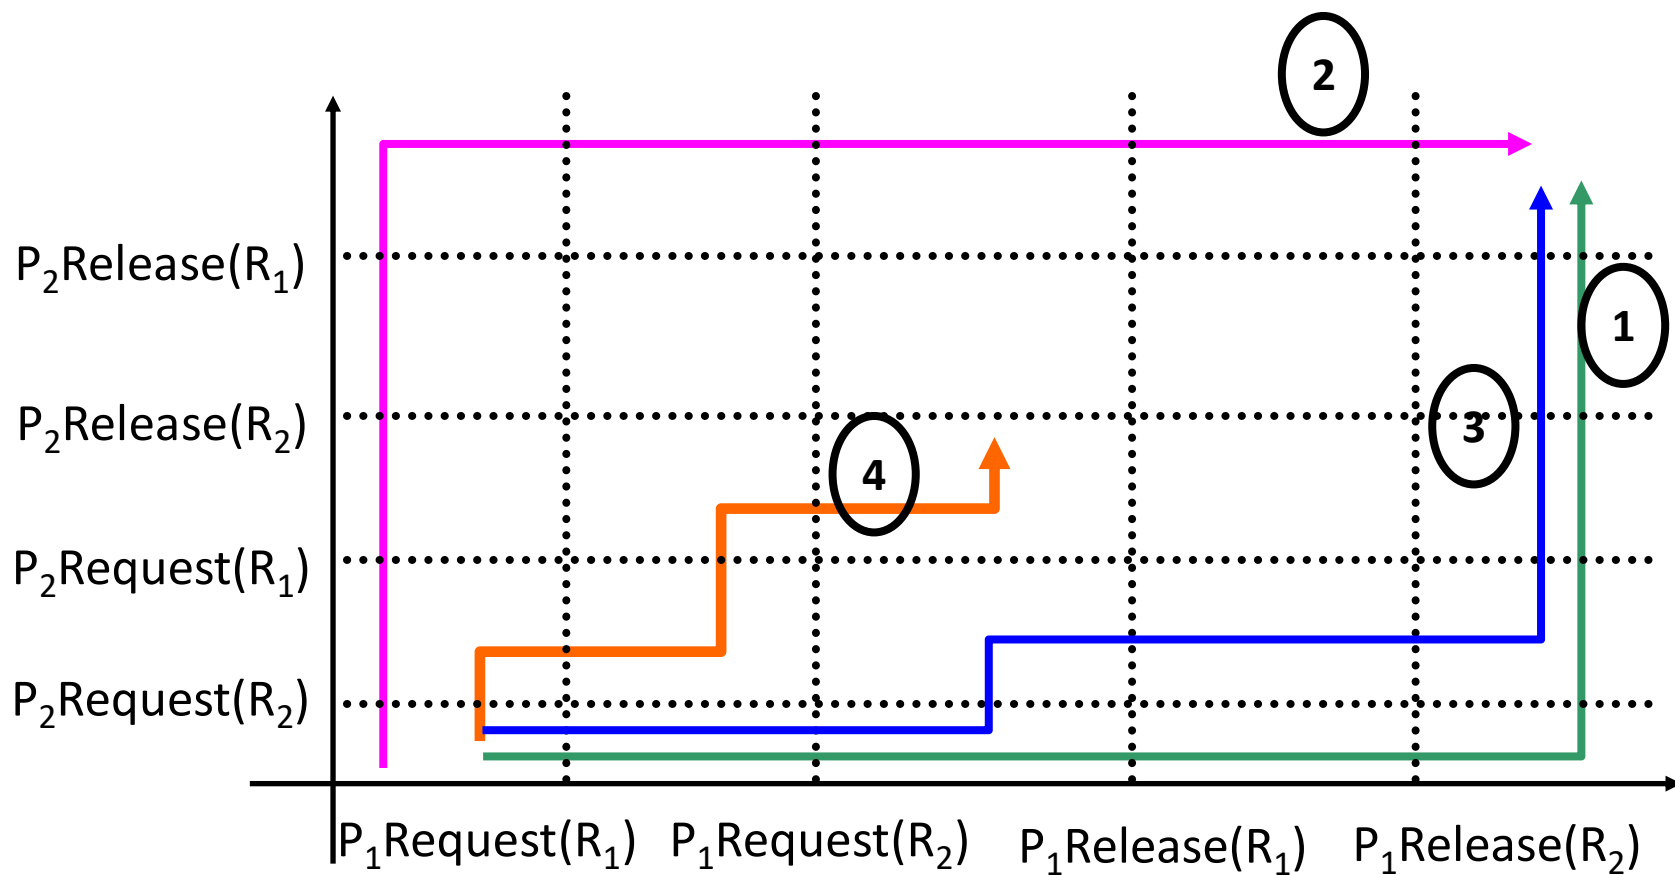 2
P₂Release(R₁)
1
P₂Release(R₂)
3
4
P₂Request(R₁)
P₂Request(R₂)
P₁Request(R₁)
P₁Request(R₂)
P₁Release(R₁)
P₁Release(R₂)